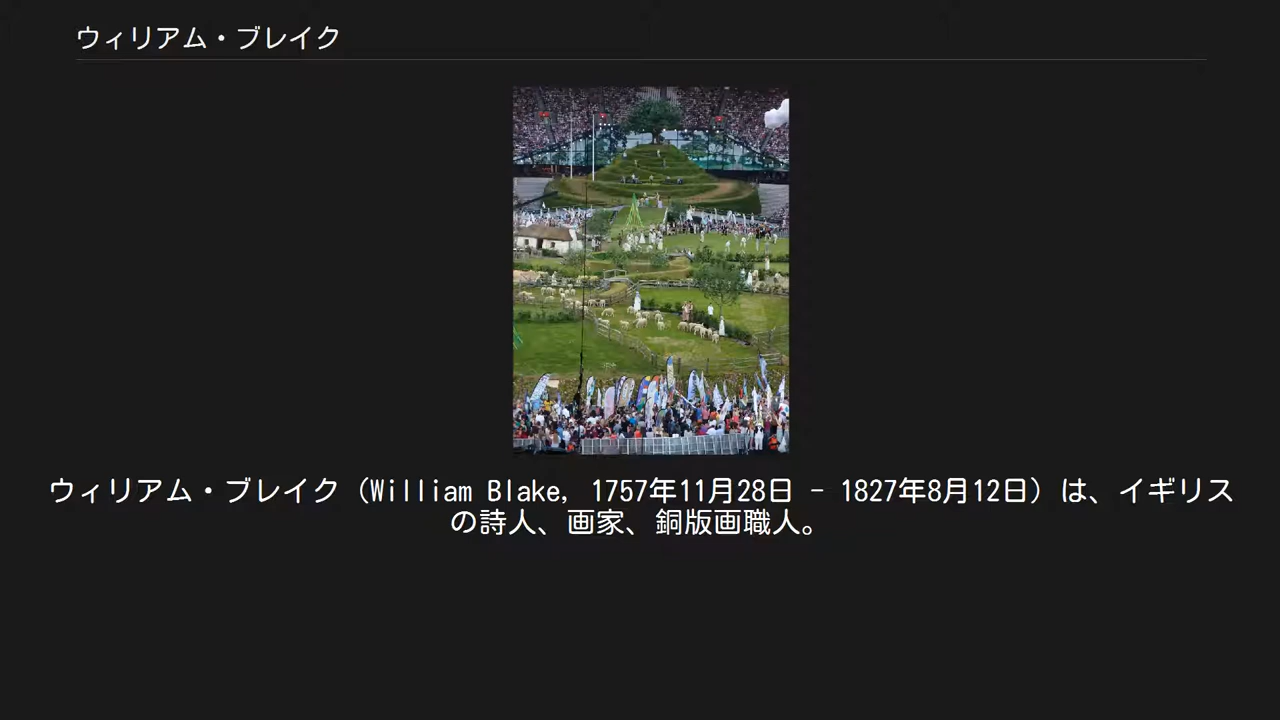 ウィリアム・ブレイク
ウィリアム・ブレイク（William Blake, 1757年11月28日 - 1827年8月12日）は、イギリス
の詩人、画家、銅版画職人。